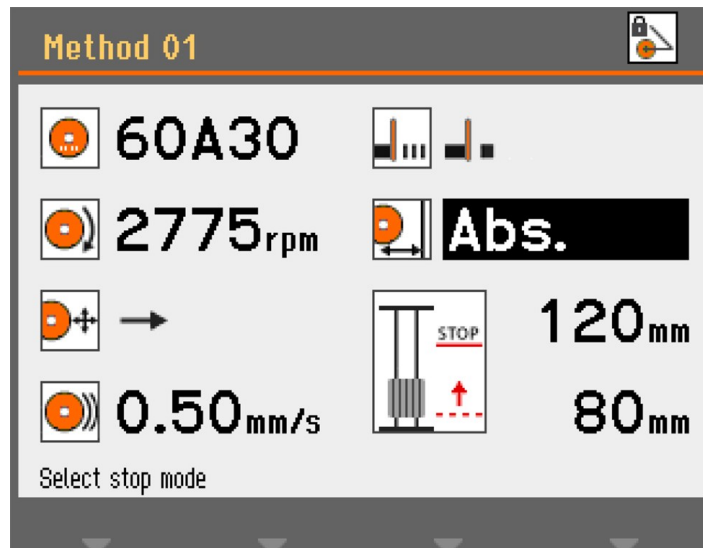 Method 01
60A30
2775rpm
Abs.
STOP
120mm
0.50mm/s
80mm
Select stop mode